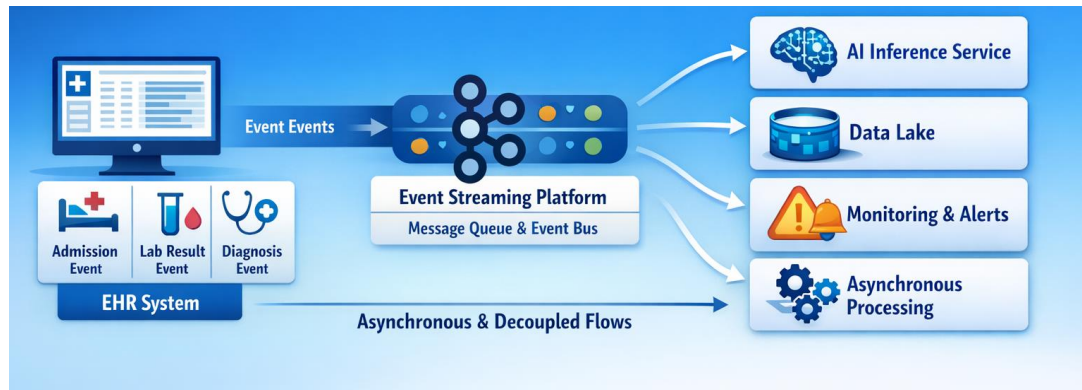 Event Events
Admission
Event
Lab Result
Event
Diagnosis
Event
EHR System
Event Streaming Platform
Message Queue & Event Bus
Asynchronous & Decoupled Flows
AI Inference Service
Data Lake
Monitoring & Alerts
Asynchronous
Processing